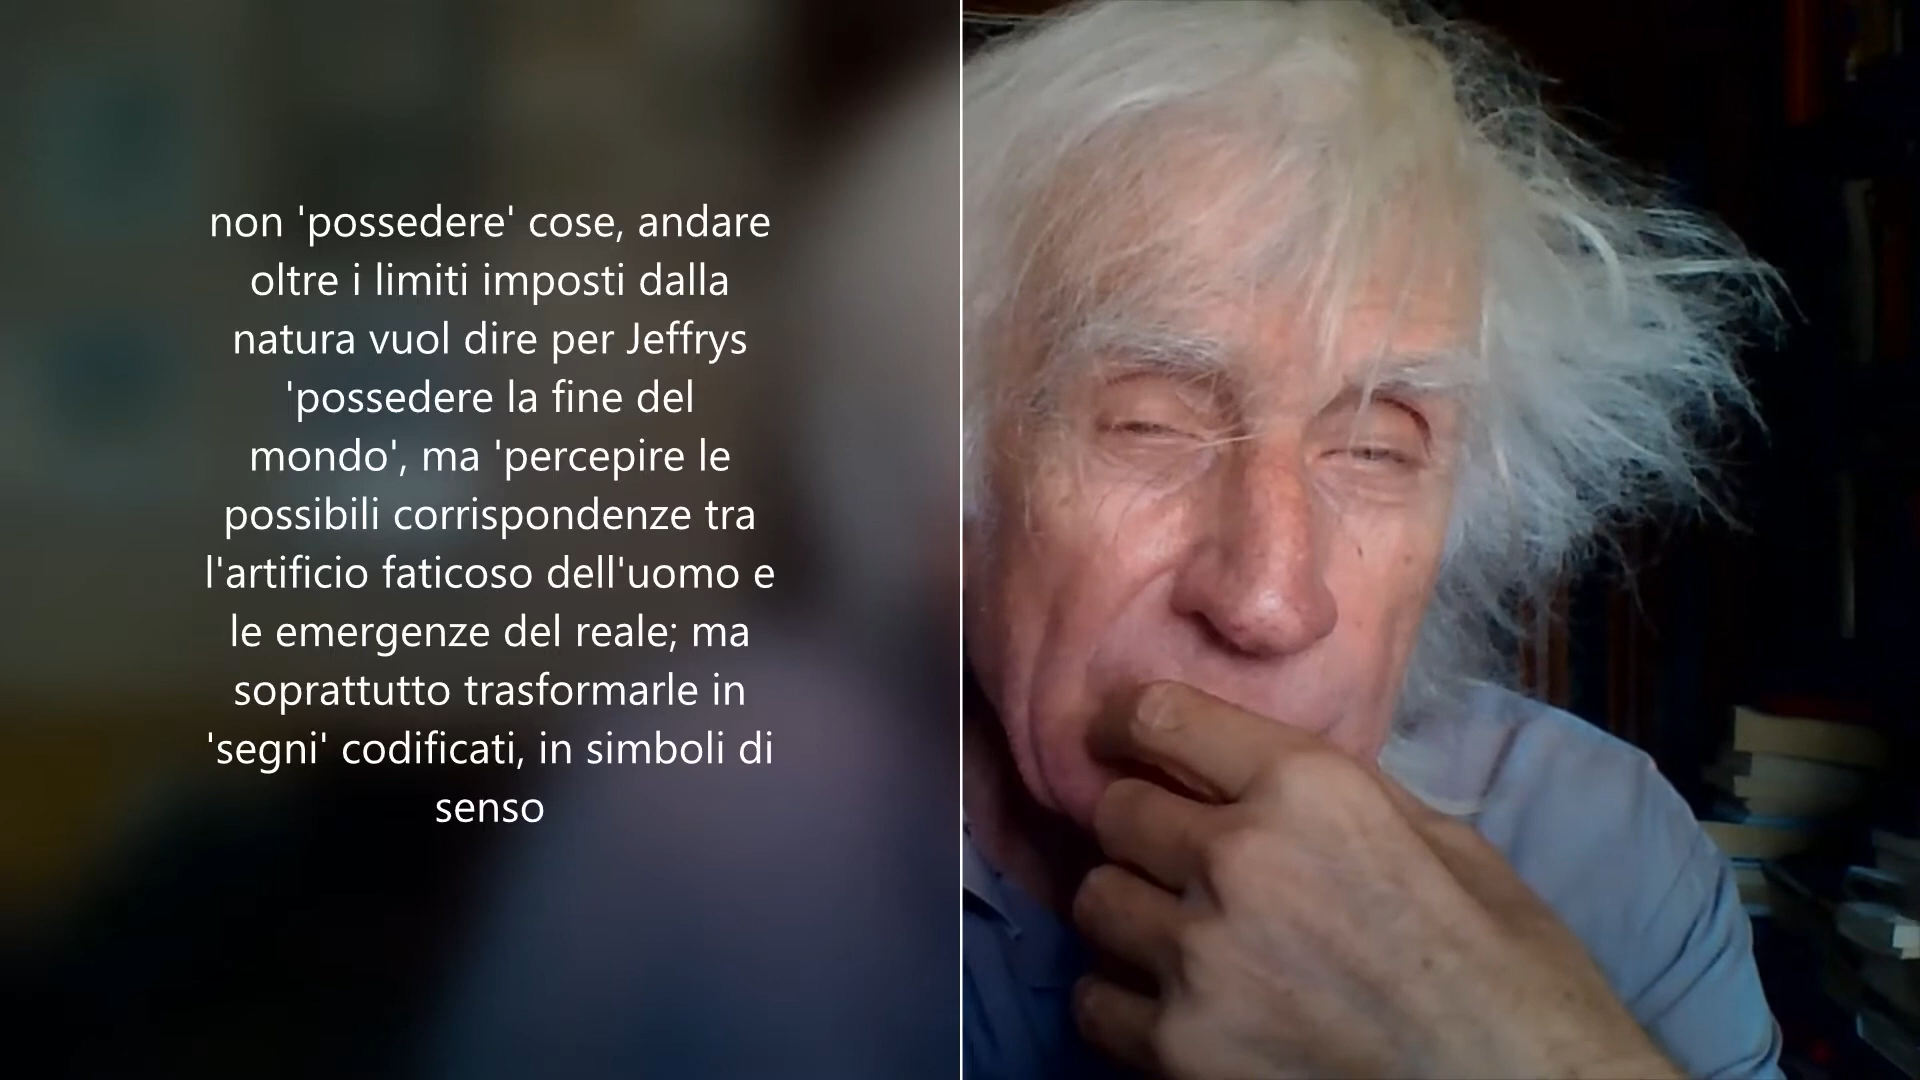 non 'possedere' cose, andare
oltre i limiti imposti dalla
natura vuol dire per Jeffrys
'possedere la fine del
mondo', ma 'percepire le
possibili corrispondenze tra
l'artificio faticoso dell'uomo e
le emergenze del reale; ma
soprattutto trasformarle in
'segni' codificati, in simboli di
senso